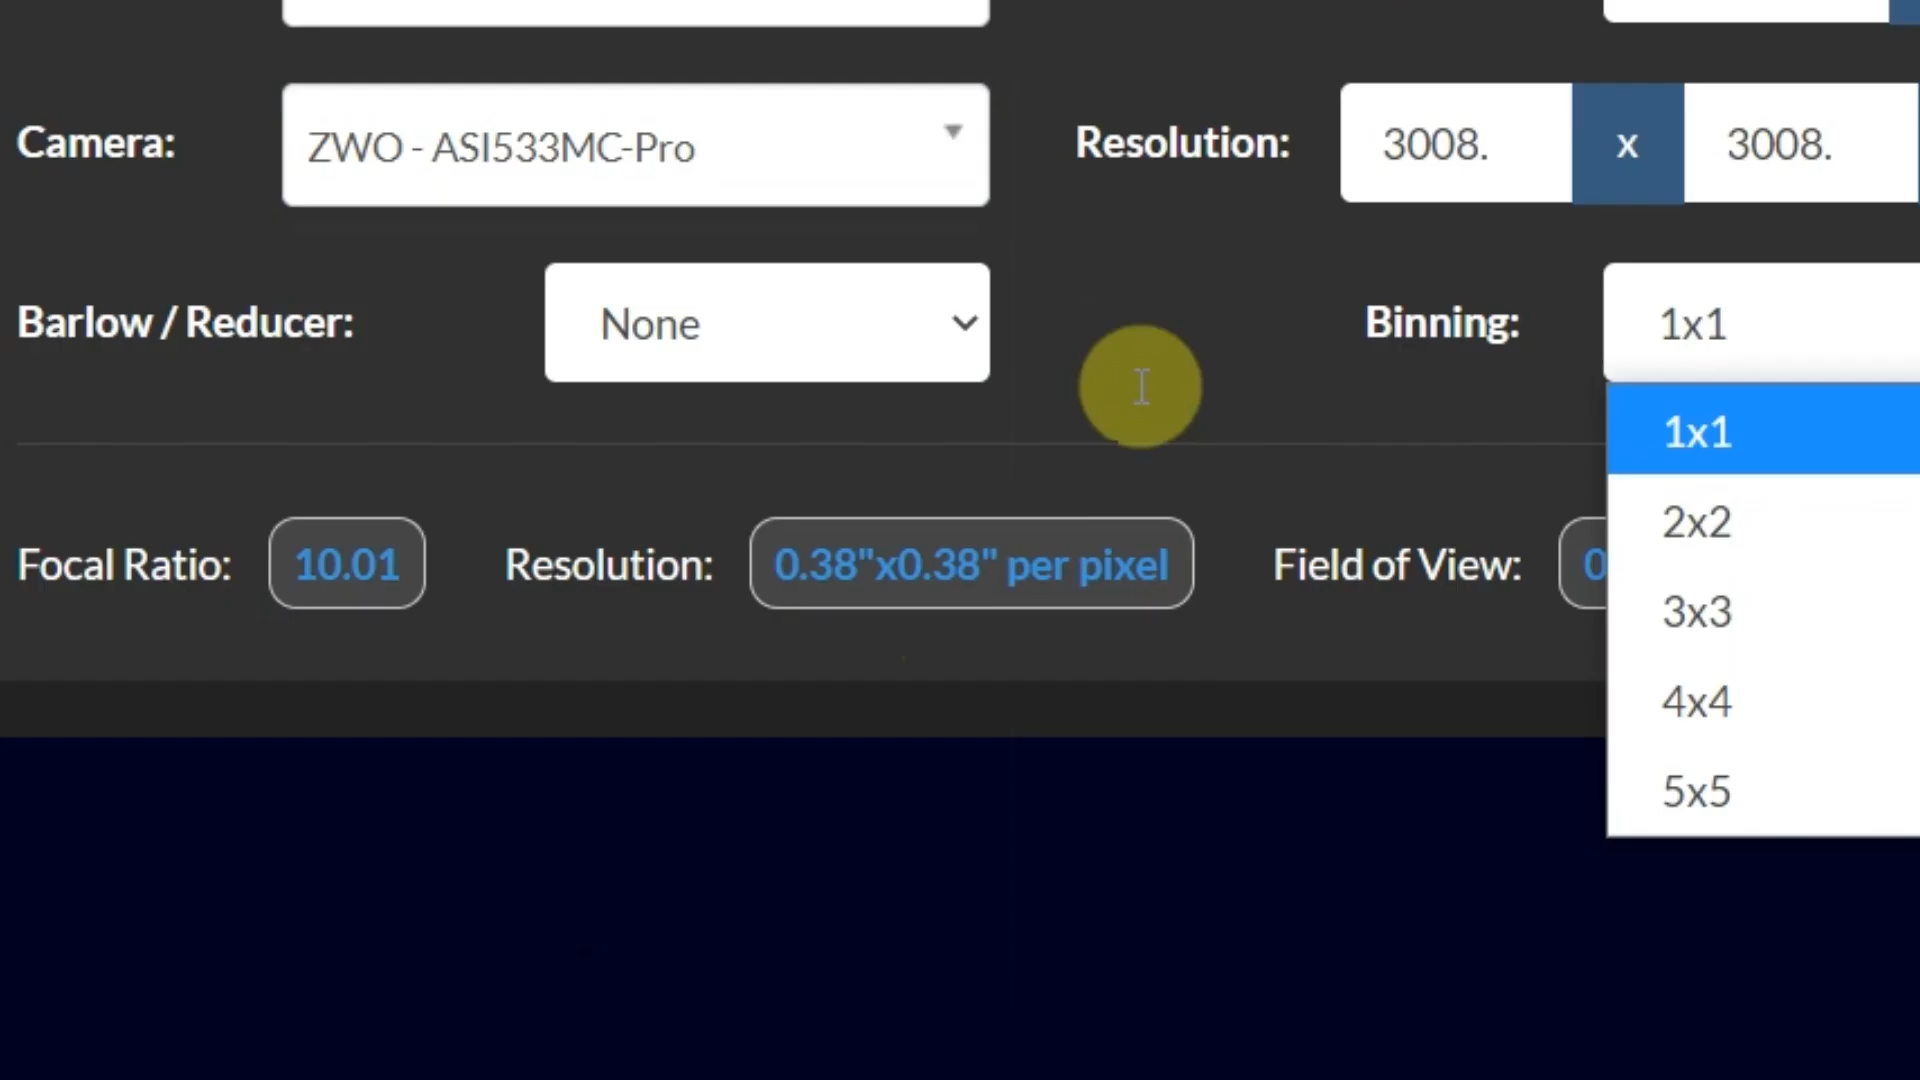 Camera: ZWO - ASI533MC-Pro Resolution: 3008. x 3008.
Barlow / Reducer: None Binning: 1x1
1x1
2x2
Focal Ratio: 10.01 Resolution: 0.38"x0.38" per pixel Field of View: 0
3x3
4x4
5x5